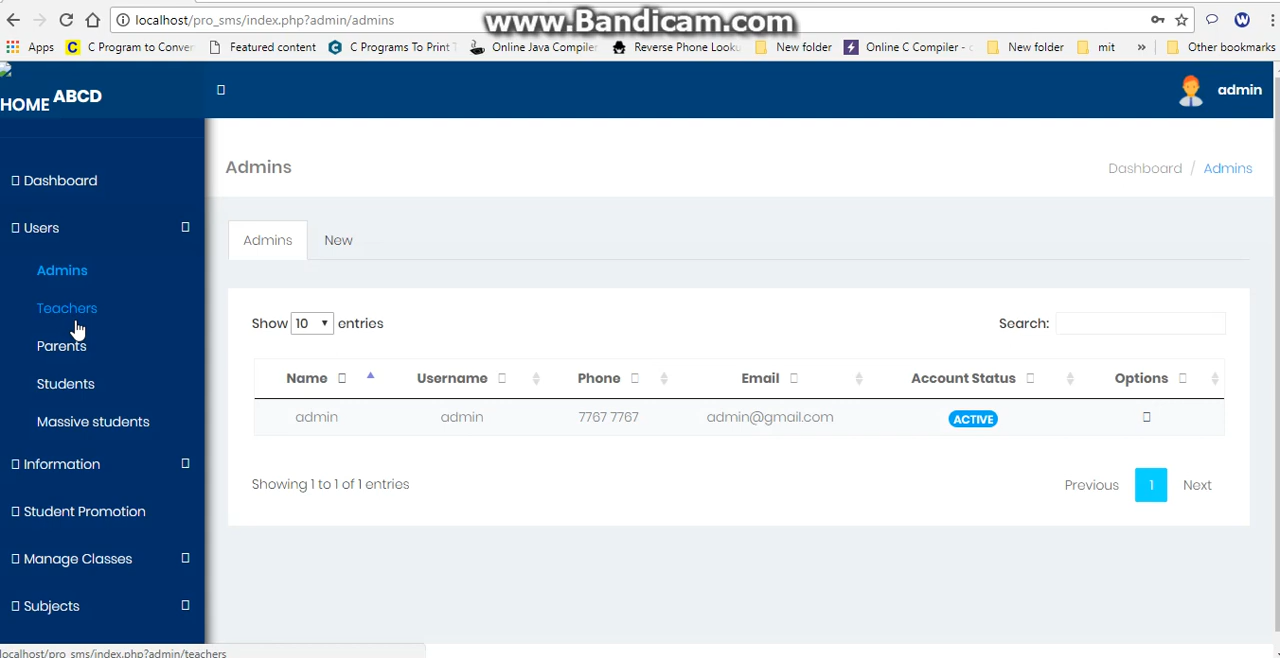 localhost/pro_sms/index.php?admin/admins
www.Bandicam.com
Apps C Program to Conver Featured content C Programs To Print Online Java Compiler Reverse Phone Looku New folder Online C Compiler - New folder mit » Other bookmarks
HOME ABCD
admin
Dashboard
Users
Admins
Teachers
Parents
Students
Massive students
Information
Student Promotion
Manage Classes
Subjects
Admins
Dashboard / Admins
Admins New
Show 10 entries
Search:
Name Username Phone Email Account Status Options
admin admin 7767 7767 admin@gmail.com ACTIVE
Showing 1 to 1 of 1 entries
Previous 1 Next
localhost/pro_sms/index.php?admin/teachers